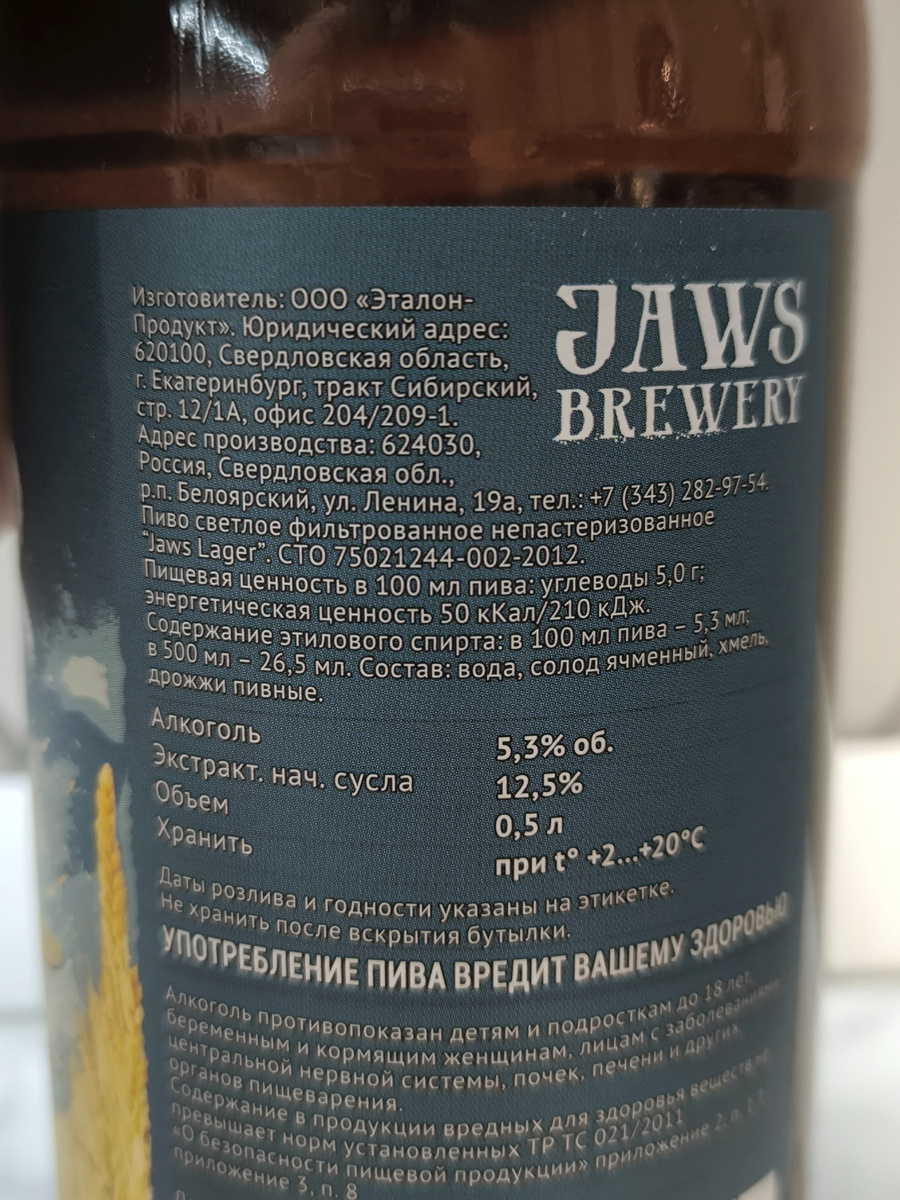 Изготовитель: ООО «Эталон-
Продукт». Юридический адрес:
620100, Свердловская область,
г. Екатеринбург, тракт Сибирский,
стр. 12/1А, офис 204/209-1.
Адрес производства: 624030,
Россия, Свердловская обл.,
р.п. Белоярский, ул. Ленина, 19а, тел.: +7 (343) 282-97-54.
JAWS
BREWERY
Пиво светлое фильтрованное непастеризованное
"Jaws Lager". СТО 75021244-002-2012.
Пищевая ценность в 100 мл пива: углеводы 5,0 г;
энергетическая ценность 50 кКал/210 кДж.
Содержание этилового спирта: в 100 мл пива – 5,3 мл;
в 500 мл – 26,5 мл. Состав: вода, солод ячменный, хмель,
дрожжи пивные.
Алкоголь 5,3% об.
Экстракт. нач. сусла 12,5%
Объем 0,5 л
Хранить при t° +2...+20°C
Даты розлива и годности указаны на этикетке.
Не хранить после вскрытия бутылки.
УПОТРЕБЛЕНИЕ ПИВА ВРЕДИТ ВАШЕМУ ЗДОРОВЬЮ
Алкоголь противопоказан детям и подросткам до 18 лет,
беременным и кормящим женщинам, лицам с заболеваниями
центральной нервной системы, почек, печени и других
органов пищеварения.
Содержание в продукции вредных для здоровья веществ не
превышает норм установленных ТР ТС 021/2011
«О безопасности пищевой продукции» приложение 2, п.
приложение 3, п. 8